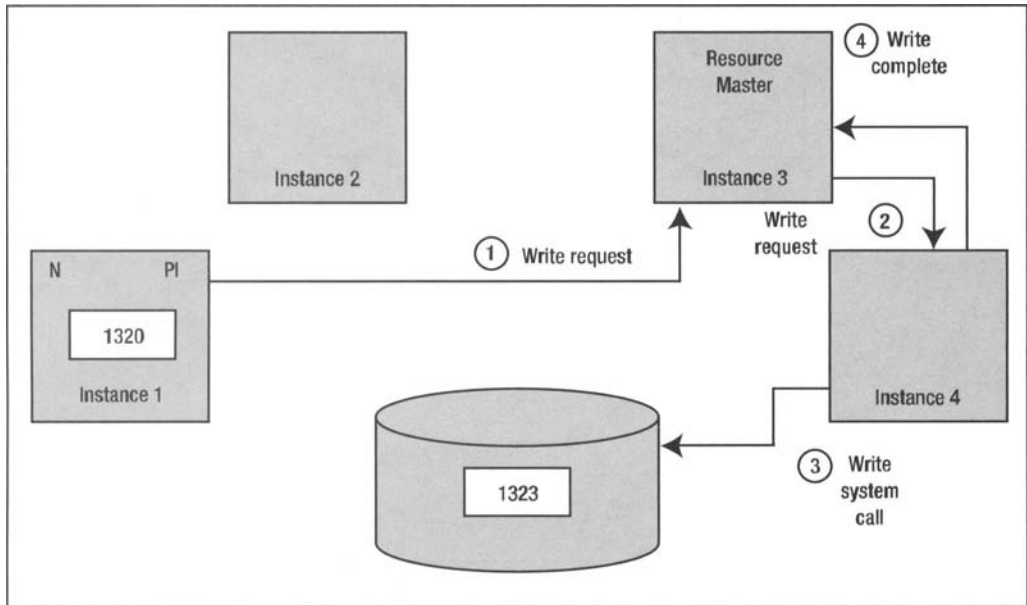 4 Write
complete
Resource
Master
Instance 2
Instance 3
Write
request
2
1 Write request
N PI
1320
Instance 1
Instance 4
1323
3 Write
system
call